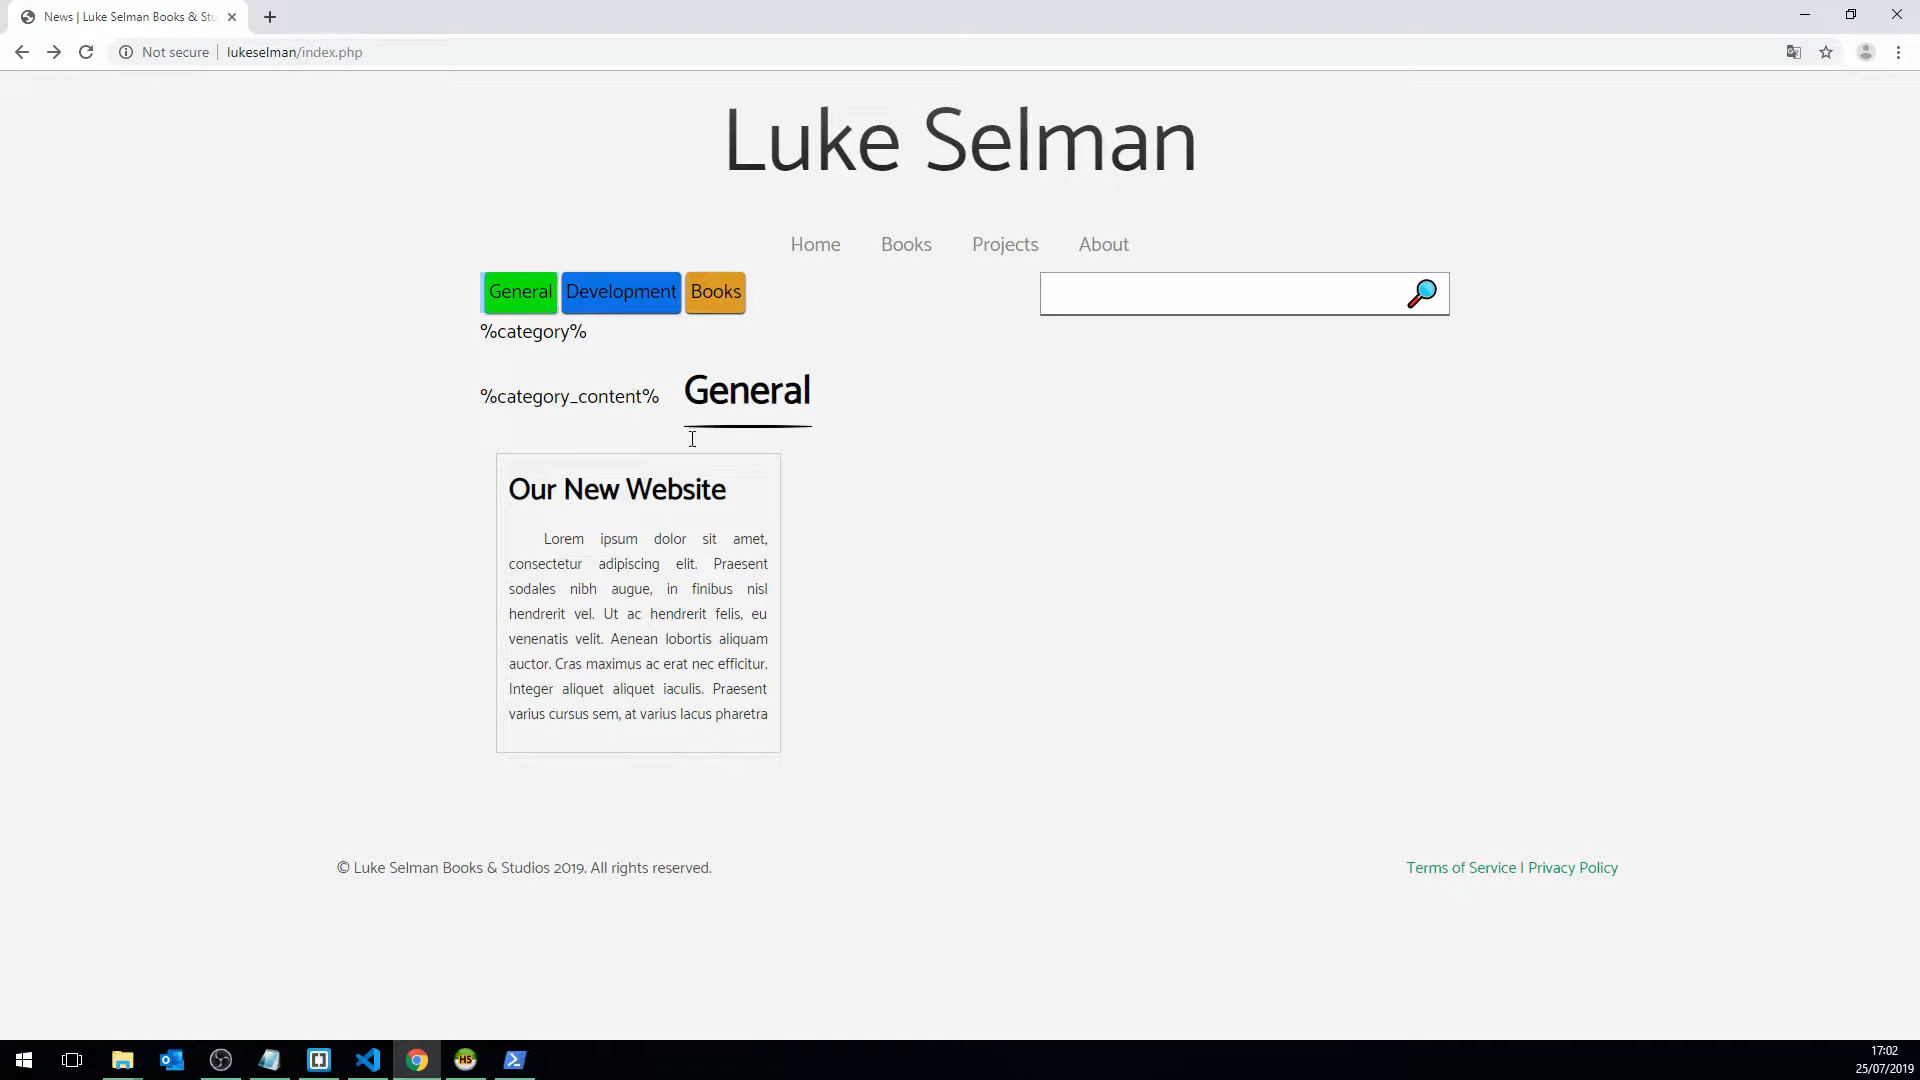 News | Luke Selman Books & Stu
Not secure
lukeselman/index.php
Luke Selman
Home Books Projects About
General Development Books
%category%
%category_content% General
Our New Website
Lorem ipsum dolor sit amet,
consectetur adipiscing elit. Praesent
sodales nibh augue, in finibus nisl
hendrerit vel. Ut ac hendrerit felis, eu
venenatis velit. Aenean lobortis aliquam
auctor. Cras maximus ac erat nec efficitur.
Integer aliquet aliquet iaculis. Praesent
varius cursus sem, at varius lacus pharetra
© Luke Selman Books & Studios 2019. All rights reserved.
Terms of Service | Privacy Policy
HS
17:02
25/07/2019